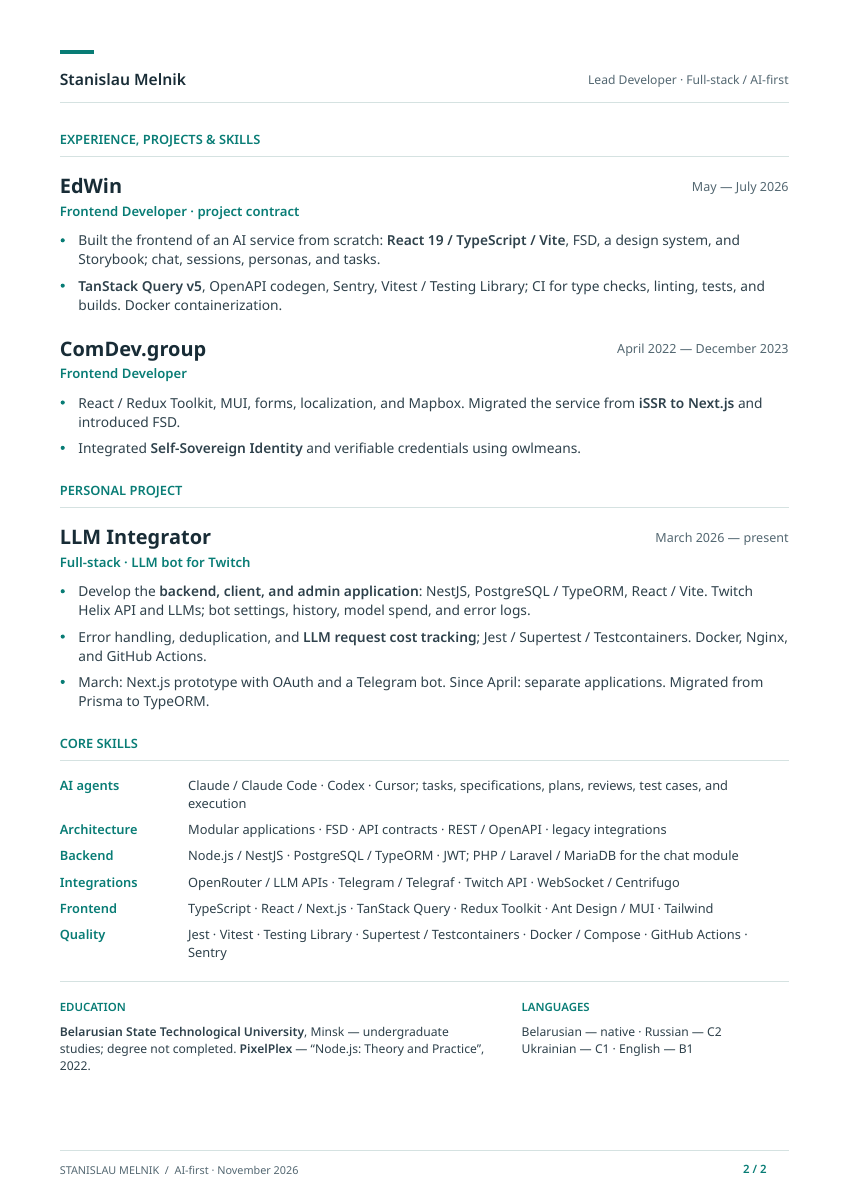 Stanislau Melnik
Lead Developer · Full-stack / AI-first
EXPERIENCE, PROJECTS & SKILLS
EdWin
May — July 2026
Frontend Developer · project contract
• Built the frontend of an AI service from scratch: React 19 / TypeScript / Vite, FSD, a design system, and
Storybook; chat, sessions, personas, and tasks.
• TanStack Query v5, OpenAPI codegen, Sentry, Vitest / Testing Library; CI for type checks, linting, tests, and
builds. Docker containerization.
ComDev.group
April 2022 — December 2023
Frontend Developer
• React / Redux Toolkit, MUI, forms, localization, and Mapbox. Migrated the service from iSSR to Next.js and
introduced FSD.
• Integrated Self-Sovereign Identity and verifiable credentials using owlmeans.
PERSONAL PROJECT
LLM Integrator
March 2026 — present
Full-stack · LLM bot for Twitch
• Develop the backend, client, and admin application: NestJS, PostgreSQL / TypeORM, React / Vite. Twitch
Helix API and LLMs; bot settings, history, model spend, and error logs.
• Error handling, deduplication, and LLM request cost tracking; Jest / Supertest / Testcontainers. Docker, Nginx,
and GitHub Actions.
• March: Next.js prototype with OAuth and a Telegram bot. Since April: separate applications. Migrated from
Prisma to TypeORM.
CORE SKILLS
AI agents
Claude / Claude Code · Codex · Cursor; tasks, specifications, plans, reviews, test cases, and
execution
Architecture
Modular applications · FSD · API contracts · REST / OpenAPI · legacy integrations
Backend
Node.js / NestJS · PostgreSQL / TypeORM · JWT; PHP / Laravel / MariaDB for the chat module
Integrations
OpenRouter / LLM APIs · Telegram / Telegraf · Twitch API · WebSocket / Centrifugo
Frontend
TypeScript · React / Next.js · TanStack Query · Redux Toolkit · Ant Design / MUI · Tailwind
Quality
Jest · Vitest · Testing Library · Supertest / Testcontainers · Docker / Compose · GitHub Actions ·
Sentry
EDUCATION
Belarusian State Technological University, Minsk — undergraduate
studies; degree not completed. PixelPlex — “Node.js: Theory and Practice”,
2022.
LANGUAGES
Belarusian — native · Russian — C2
Ukrainian — C1 · English — B1
STANISLAU MELNIK / AI-first · November 2026
2 / 2